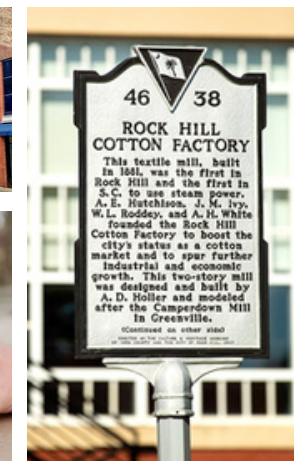 46 38
ROCK HILL
COTTON FACTORY
This textile mill, built
in 1881, was the first in
Rock Hill and the first in
S.C. to use steam power.
A. E. Hutchison, J. M. Ivy,
W. L. Roddey, and A. H. White
founded the Rock Hill
Cotton Factory to boost the
city's status as a cotton
market and to spur further
industrial and economic
growth. This two-story mill
was designed and built by
A. D. Holler and modeled
after the Camperdown Mill
in Greenville.
(Continued on other side)